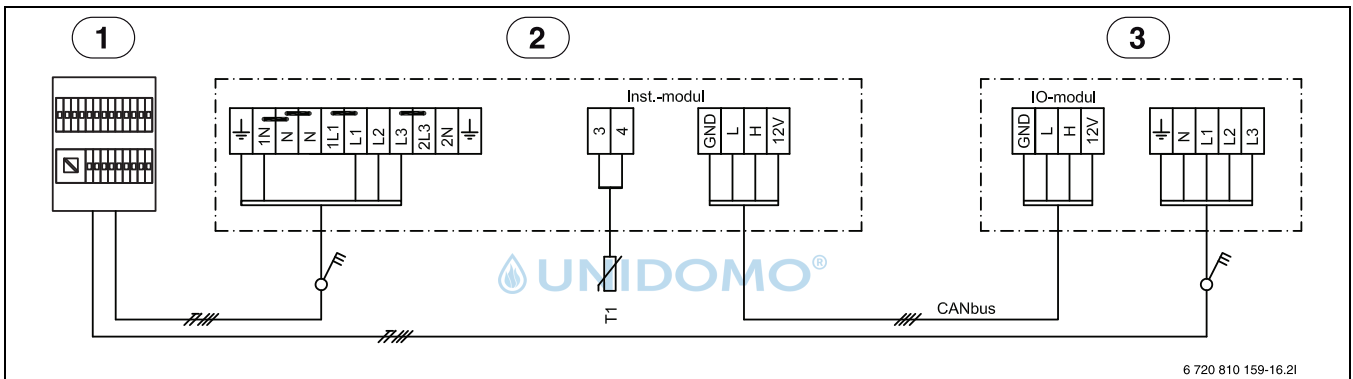 1
2
3
Inst.-modul
IO-modul
1N
N
N
1L1
L1
L2
L3
2L3
2N
3
4
GND
L
H
12V
GND
L
H
12V
N
L1
L2
L3
UNIDOMO®
T1
CANbus
6 720 810 159-16.2I